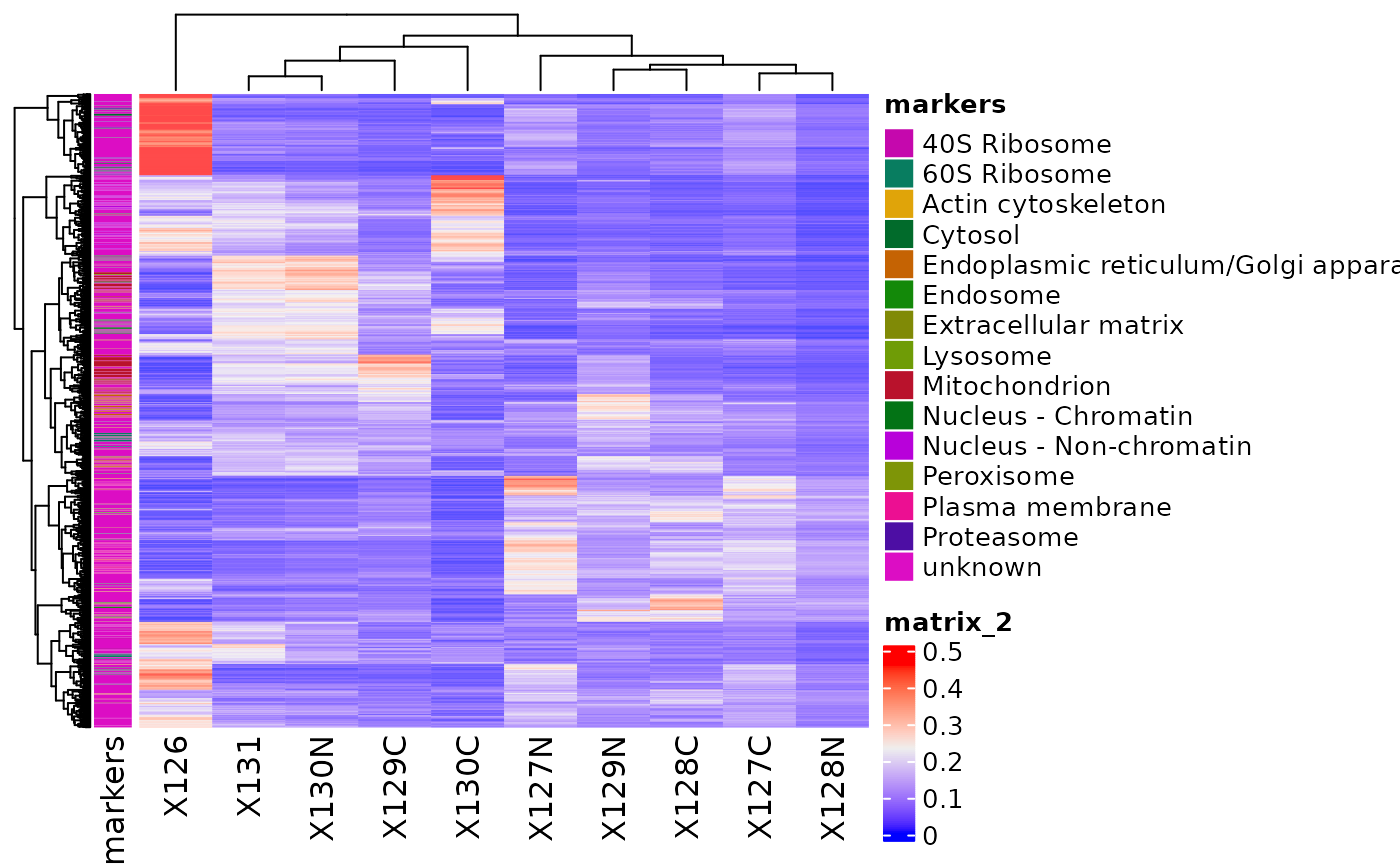 markers
40S Ribosome
60S Ribosome
Actin cytoskeleton
Cytosol
Endoplasmic reticulum/Golgi appara
Endosome
Extracellular matrix
Lysosome
Mitochondrion
Nucleus - Chromatin
Nucleus - Non-chromatin
Peroxisome
Plasma membrane
Proteasome
unknown
matrix_2
0.5
0.4
0.3
0.2
0.1
0
markers
X126
X131
X130N
X129C
X130C
X127N
X129N
X128C
X127C
X128N